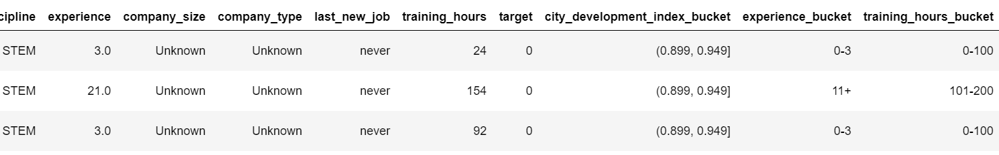 cipline experience company_size company_type last_new_job training_hours target city_development_index_bucket experience_bucket training_hours_bucket
STEM 3.0 Unknown Unknown never 24 0 (0.899, 0.949] 0-3 0-100
STEM 21.0 Unknown Unknown never 154 0 (0.899, 0.949] 11+ 101-200
STEM 3.0 Unknown Unknown never 92 0 (0.899, 0.949] 0-3 0-100